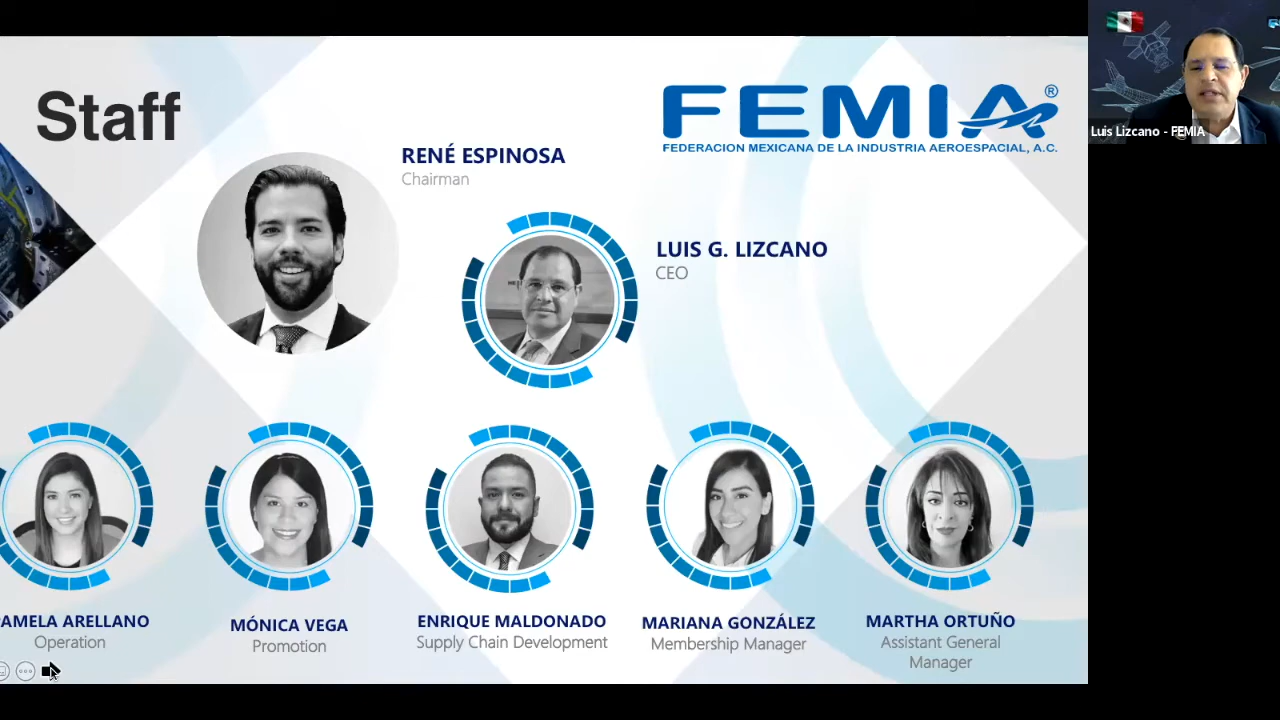 Staff
FEMIA®
FEDERACION MEXICANA DE LA INDUSTRIA AEROESPACIAL, A.C.
RENÉ ESPINOSA
Chairman
LUIS G. LIZCANO
CEO
AMELA ARELLANO
Operation
MÓNICA VEGA
Promotion
ENRIQUE MALDONADO
Supply Chain Development
MARIANA GONZÁLEZ
Membership Manager
MARTHA ORTUÑO
Assistant General
Manager
Luis Lizcano - FEMIA